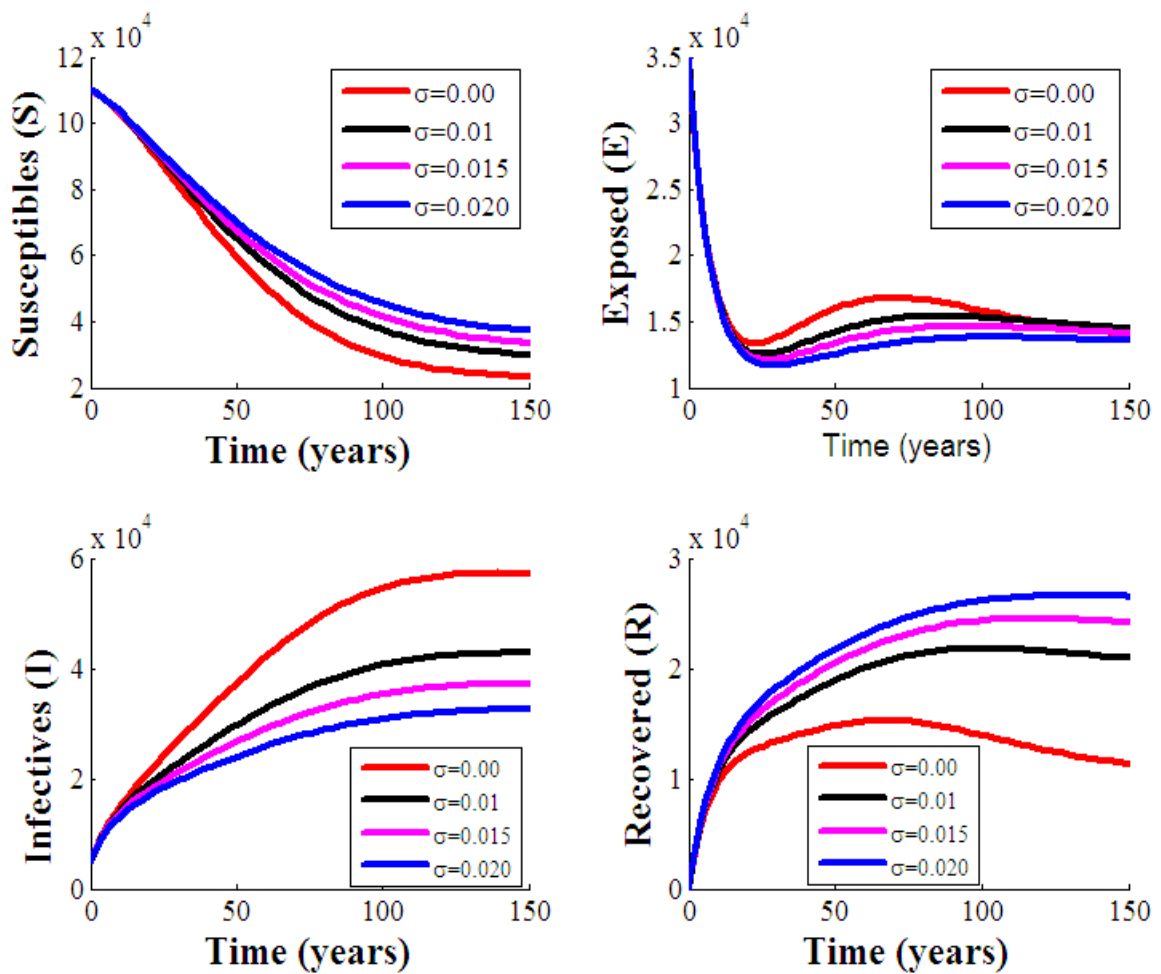 x 10^4
12
10
8
6
4
2
Susceptibles (S)
σ=0.00
σ=0.01
σ=0.015
σ=0.020
0
50
100
150
Time (years)
x 10^4
3.5
3
2.5
2
1.5
1
Exposed (E)
σ=0.00
σ=0.01
σ=0.015
σ=0.020
0
50
100
150
Time (years)
x 10^4
6
4
2
0
Infectives (I)
σ=0.00
σ=0.01
σ=0.015
σ=0.020
0
50
100
150
Time (years)
x 10^4
3
2
1
0
Recovered (R)
σ=0.00
σ=0.01
σ=0.015
σ=0.020
0
50
100
150
Time (years)